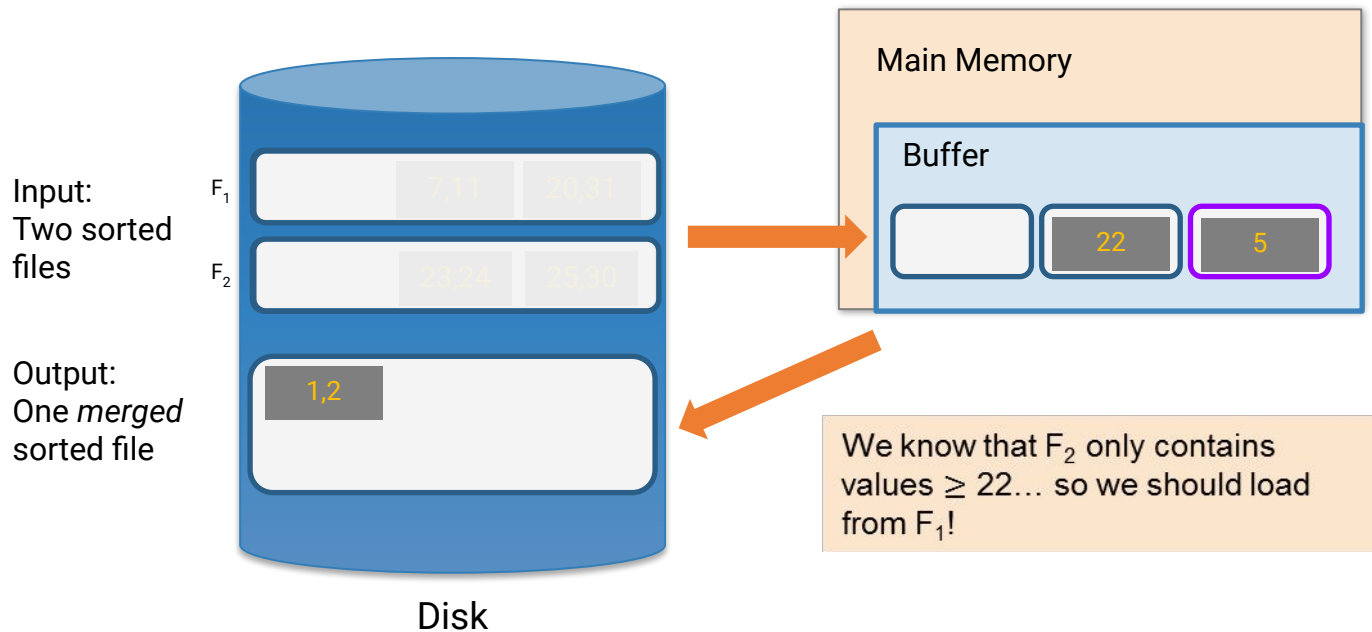 Main Memory
Buffer
Input:
Two sorted
files
F₁
7,11
20,31
F₂
23,24
25,30
22
5
Output:
One merged
sorted file
1,2
We know that F₂ only contains
values ≥ 22... so we should load
from F₁!
Disk